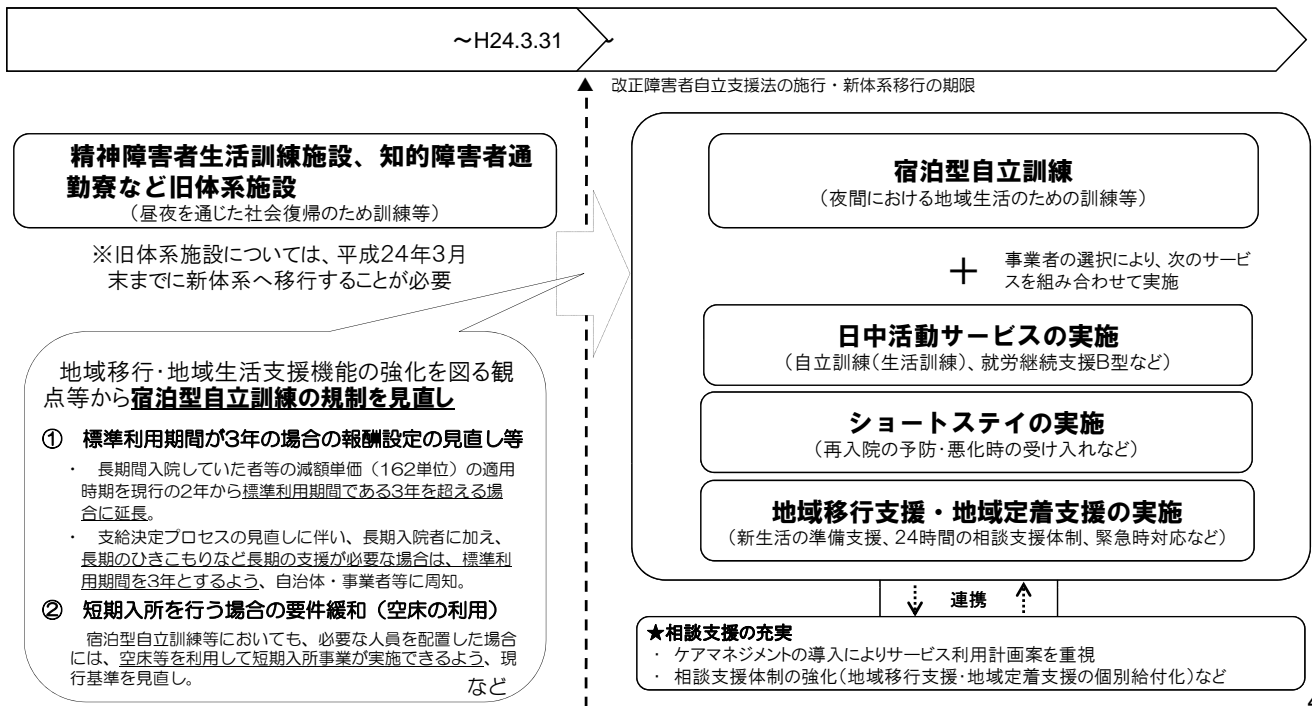 ～H24.3.31
～
改正障害者自立支援法の施行・新体系移行の期限
精神障害者生活訓練施設、知的障害者通
勤寮など旧体系施設
（昼夜を通じた社会復帰のため訓練等）
※旧体系施設については、平成24年3月
末までに新体系へ移行することが必要
地域移行・地域生活支援機能の強化を図る観
点等から宿泊型自立訓練の規制を見直し
① 標準利用期間が3年の場合の報酬設定の見直し等
・ 長期間入院していた者等の減額単価（162単位）の適用
時期を現行の2年から標準利用期間である3年を超える場
合に延長。
・ 支給決定プロセスの見直しに伴い、長期入院者に加え、
長期のひきこもりなど長期の支援が必要な場合は、標準利
用期間を3年とするよう、自治体・事業者等に周知。
② 短期入所を行う場合の要件緩和（空床の利用）
宿泊型自立訓練等においても、必要な人員を配置した場合
には、空床等を利用して短期入所事業が実施できるよう、現
行基準を見直し。
など
宿泊型自立訓練
（夜間における地域生活のための訓練等）
＋
事業者の選択により、次のサービ
スを組み合わせて実施
日中活動サービスの実施
（自立訓練（生活訓練）、就労継続支援B型など）
ショートステイの実施
（再入院の予防・悪化時の受け入れなど）
地域移行支援・地域定着支援の実施
（新生活の準備支援、24時間の相談支援体制、緊急時対応など）
連携
★相談支援の充実
・ ケアマネジメントの導入によりサービス利用計画案を重視
・ 相談支援体制の強化（地域移行支援・地域定着支援の個別給付化）など